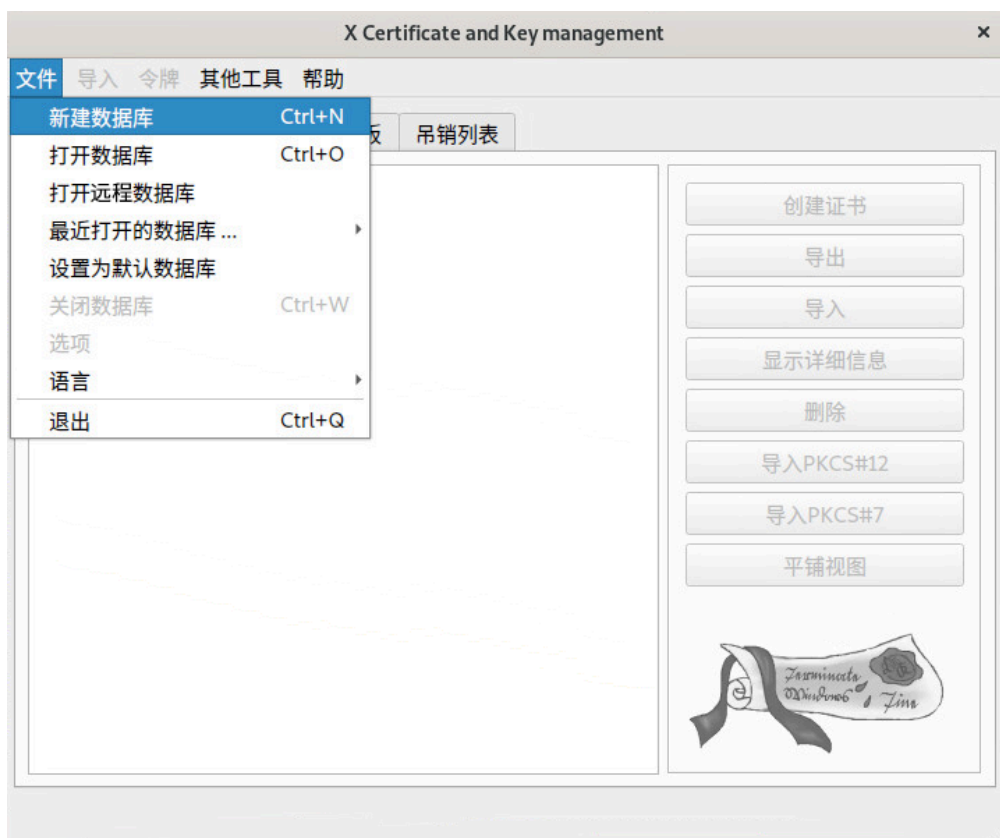 X Certificate and Key management ×
文件 导入 令牌 其他工具 帮助
新建数据库 Ctrl+N
打开数据库 Ctrl+O
打开远程数据库
最近打开的数据库 ...
设置为默认数据库
关闭数据库 Ctrl+W
选项
语言
退出 Ctrl+Q
吊销列表
创建证书
导出
导入
显示详细信息
删除
导入PKCS#12
导入PKCS#7
平铺视图